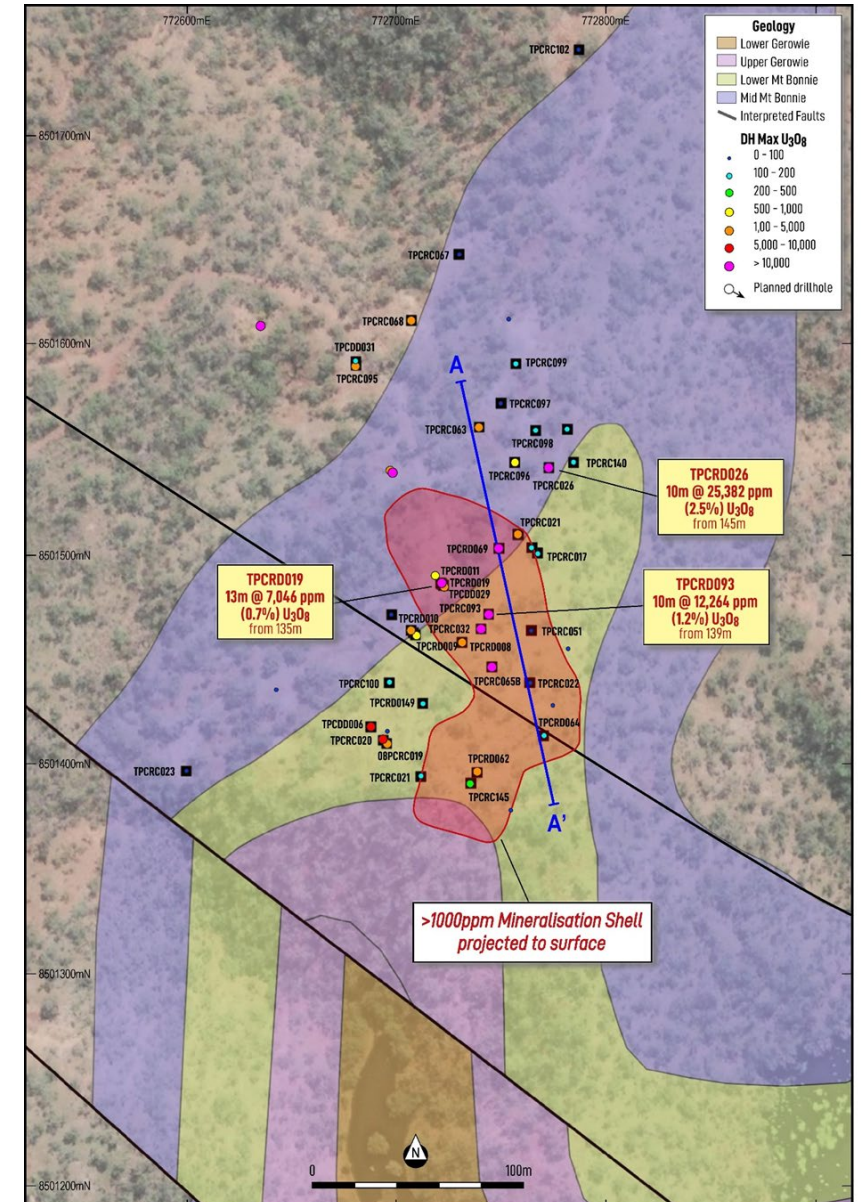 772600mE
772700mE
772800mE
Geology
Lower Gerowie
Upper Gerowie
Lower Mt Bonnie
Mid Mt Bonnie
Interpreted Faults
DH Max U₃O₈
0 - 100
100 - 200
200 - 500
500 - 1,000
1,00 - 5,000
5,000 - 10,000
> 10,000
Planned drillhole
TPCRC102
8501700mN
TPCRC067
TPCRC068
8501600mN
TPCDD031
TPCRC095
TPCRC099
A
TPCRC097
TPCRC063
TPCRC098
TPCRC096
TPCRC026
TPCRC140
TPCRD026
10m @ 25,382 ppm
(2.5%) U₃O₈
from 145m
TPCRC021
8501500mN
TPCRD069
TPCRC017
TPCRD019
13m @ 7,046 ppm
(0.7%) U₃O₈
from 135m
TPCRD011
TPCRD019
TPCDD029
TPCRC093
TPCRD093
10m @ 12,264 ppm
(1.2%) U₃O₈
from 139m
TPCRD010
TPCRC032
TPCRC051
TPCRD009
TPCRD008
TPCRC100
TPCRC065B
TPCRC022
TPCRD0149
TPCDD006
TPCRD064
TPCRC020
08PCRC019
8501400mN
TPCRC023
TPCRC021
TPCRD062
TPCRC145
A'
>1000ppm Mineralisation Shell
projected to surface
8501300mN
N
0
100m
8501200mN